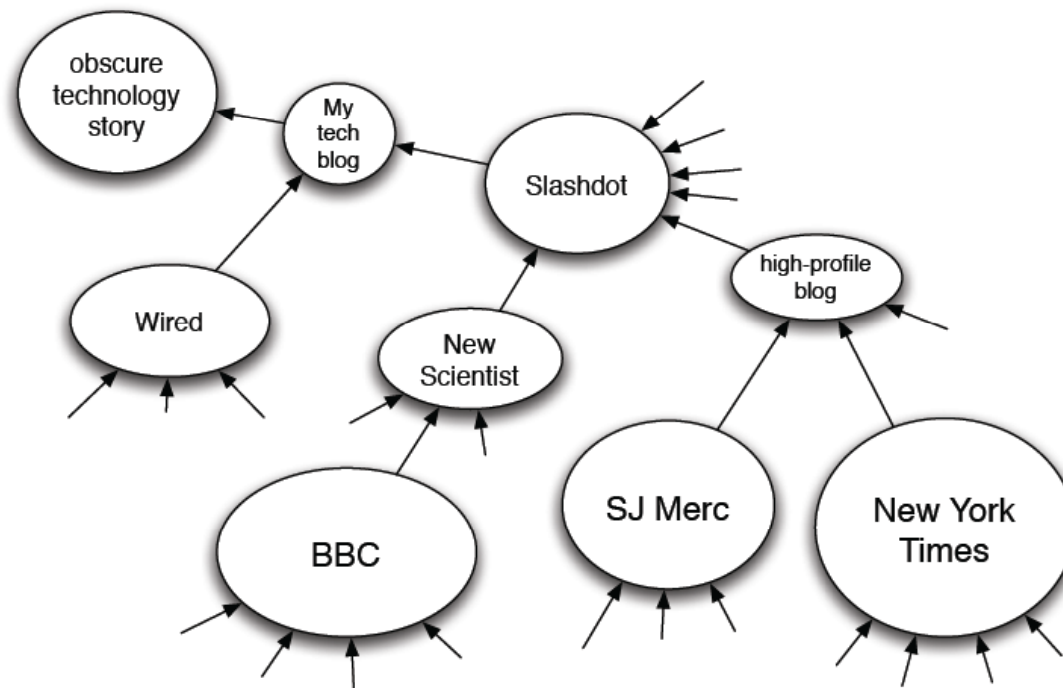 obscure
technology
story
My
tech
blog
Slashdot
high-profile
blog
Wired
New
Scientist
SJ Merc
New York
Times
BBC